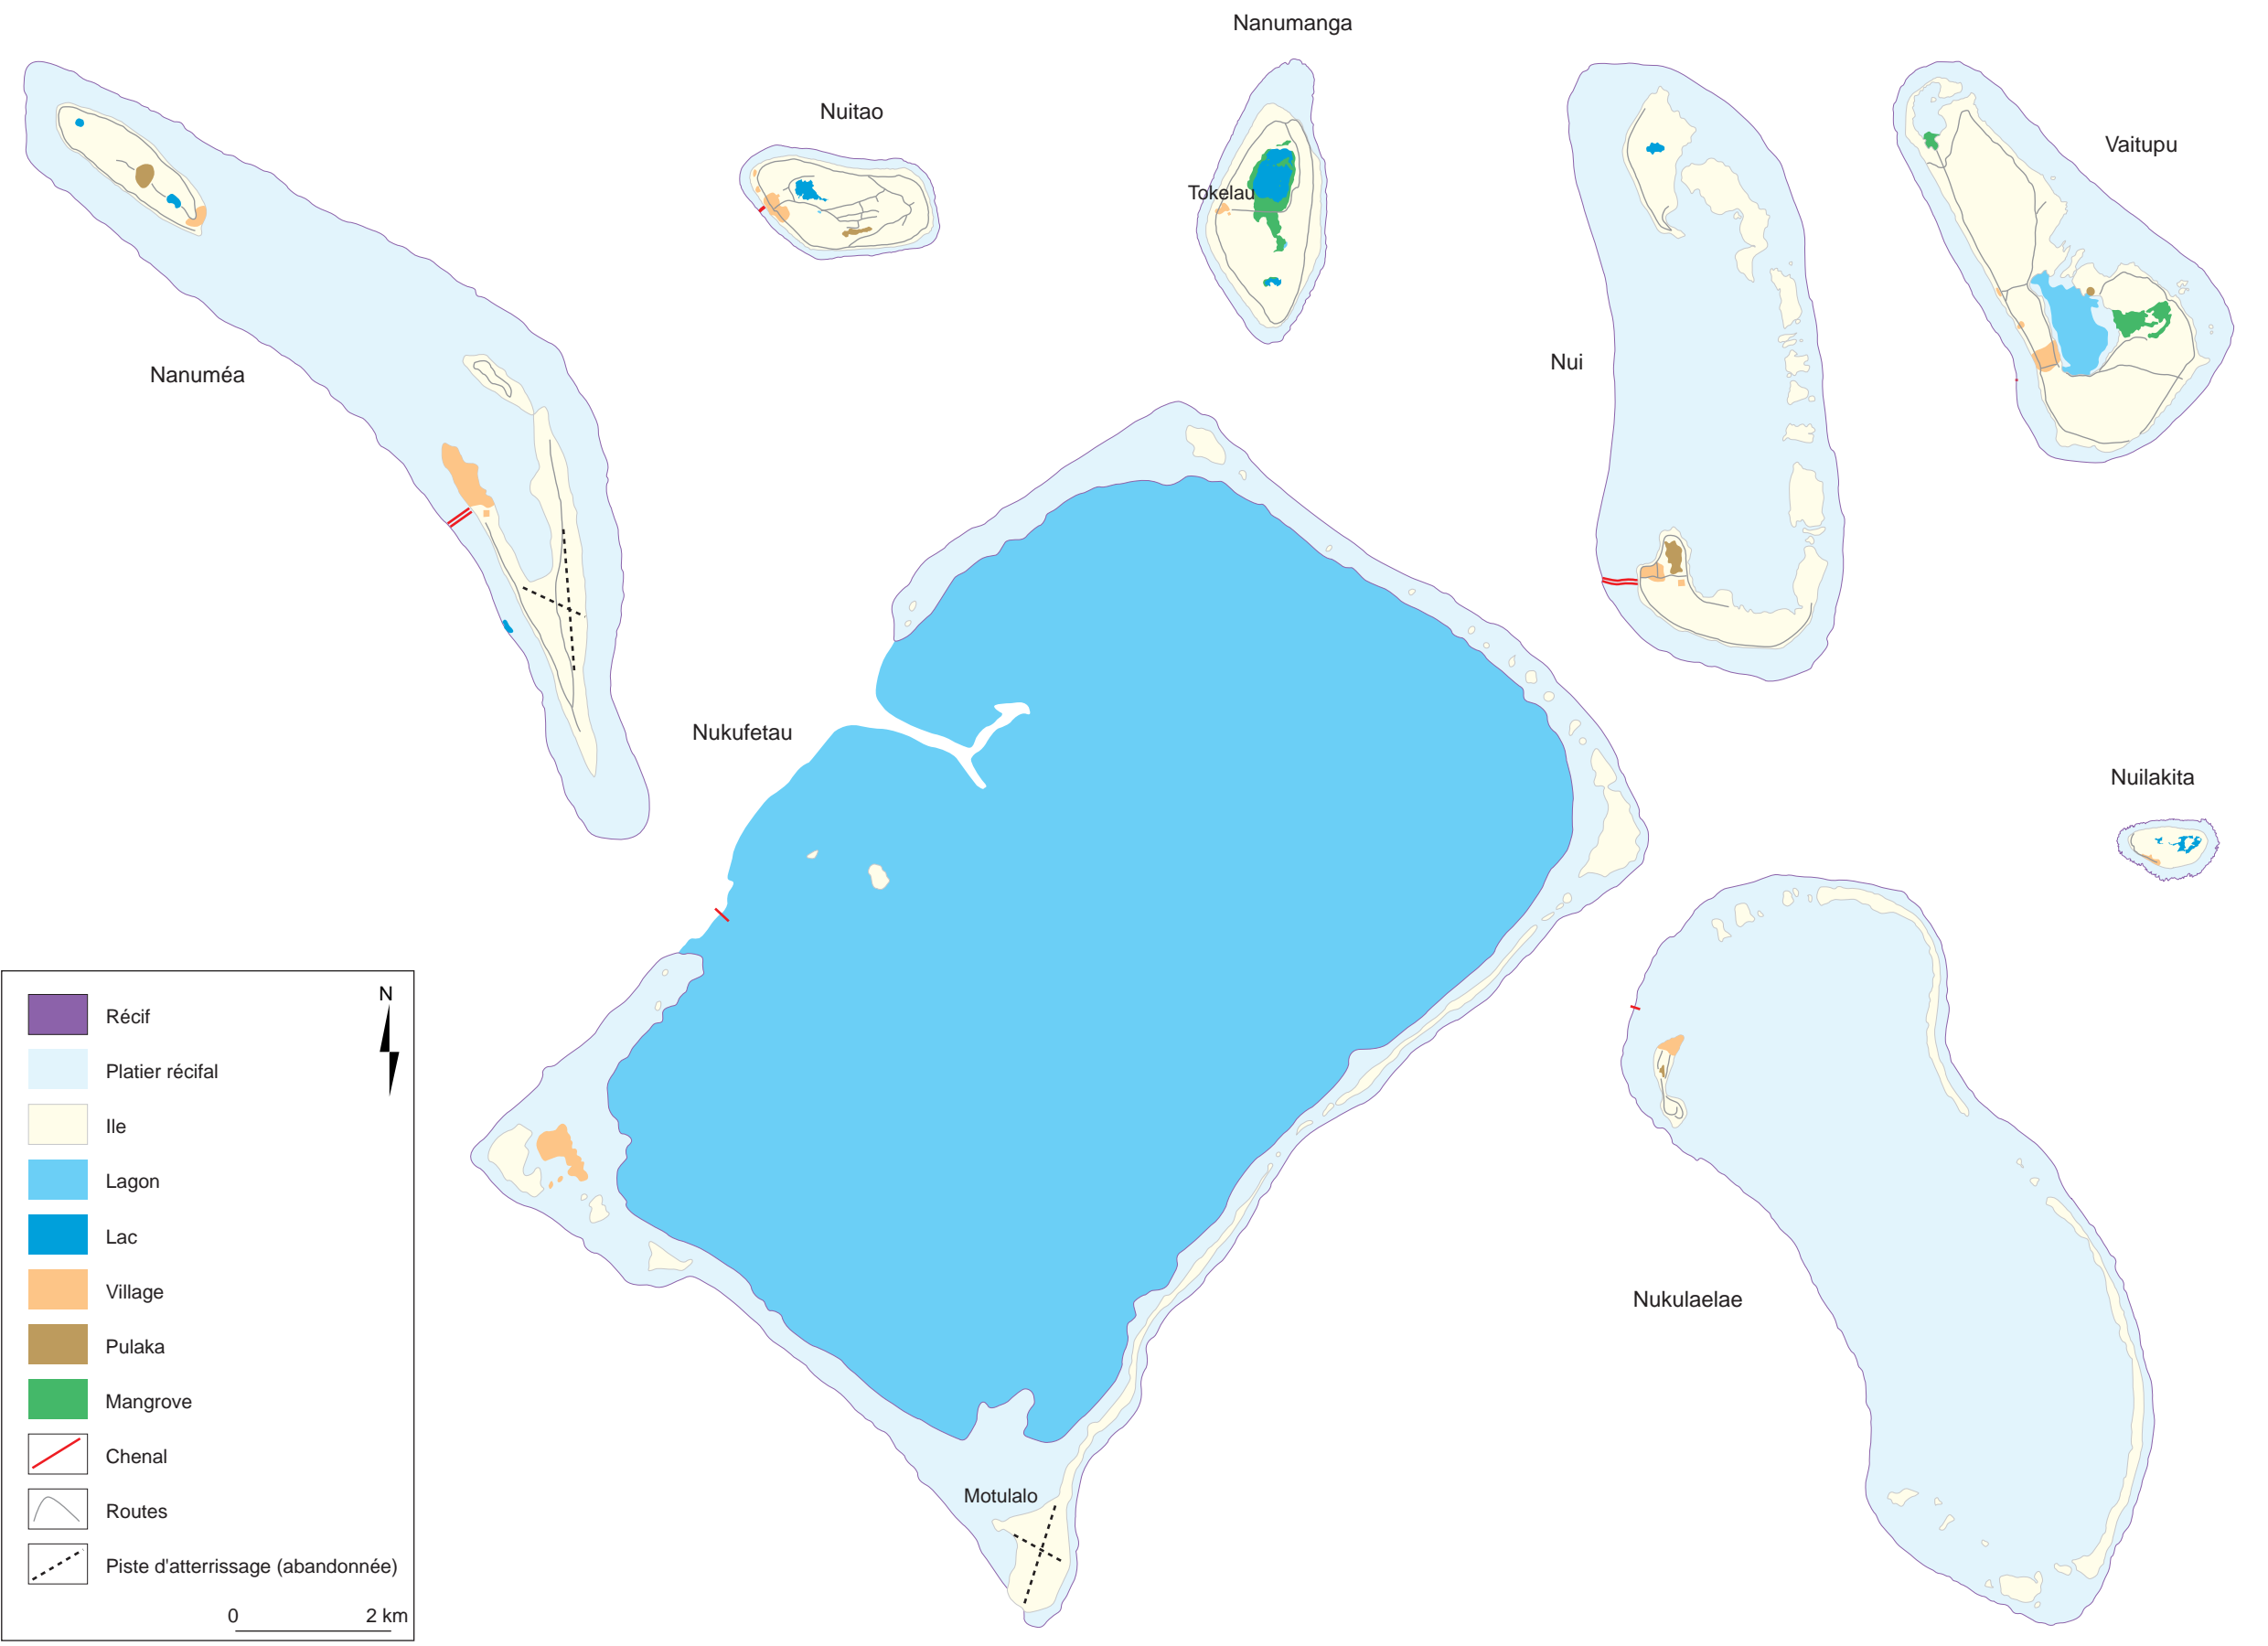 Nanumanga
Nuitao
Vaitupu
Tokelau
Nui
Nanuméa
Nukufetau
Nuilakita
N
Récif
Platier récifal
Ile
Lagon
Lac
Village
Pulaka
Mangrove
Chenal
Routes
Piste d'atterrissage (abandonnée)
0 2 km
Nukulaelae
Motulalo